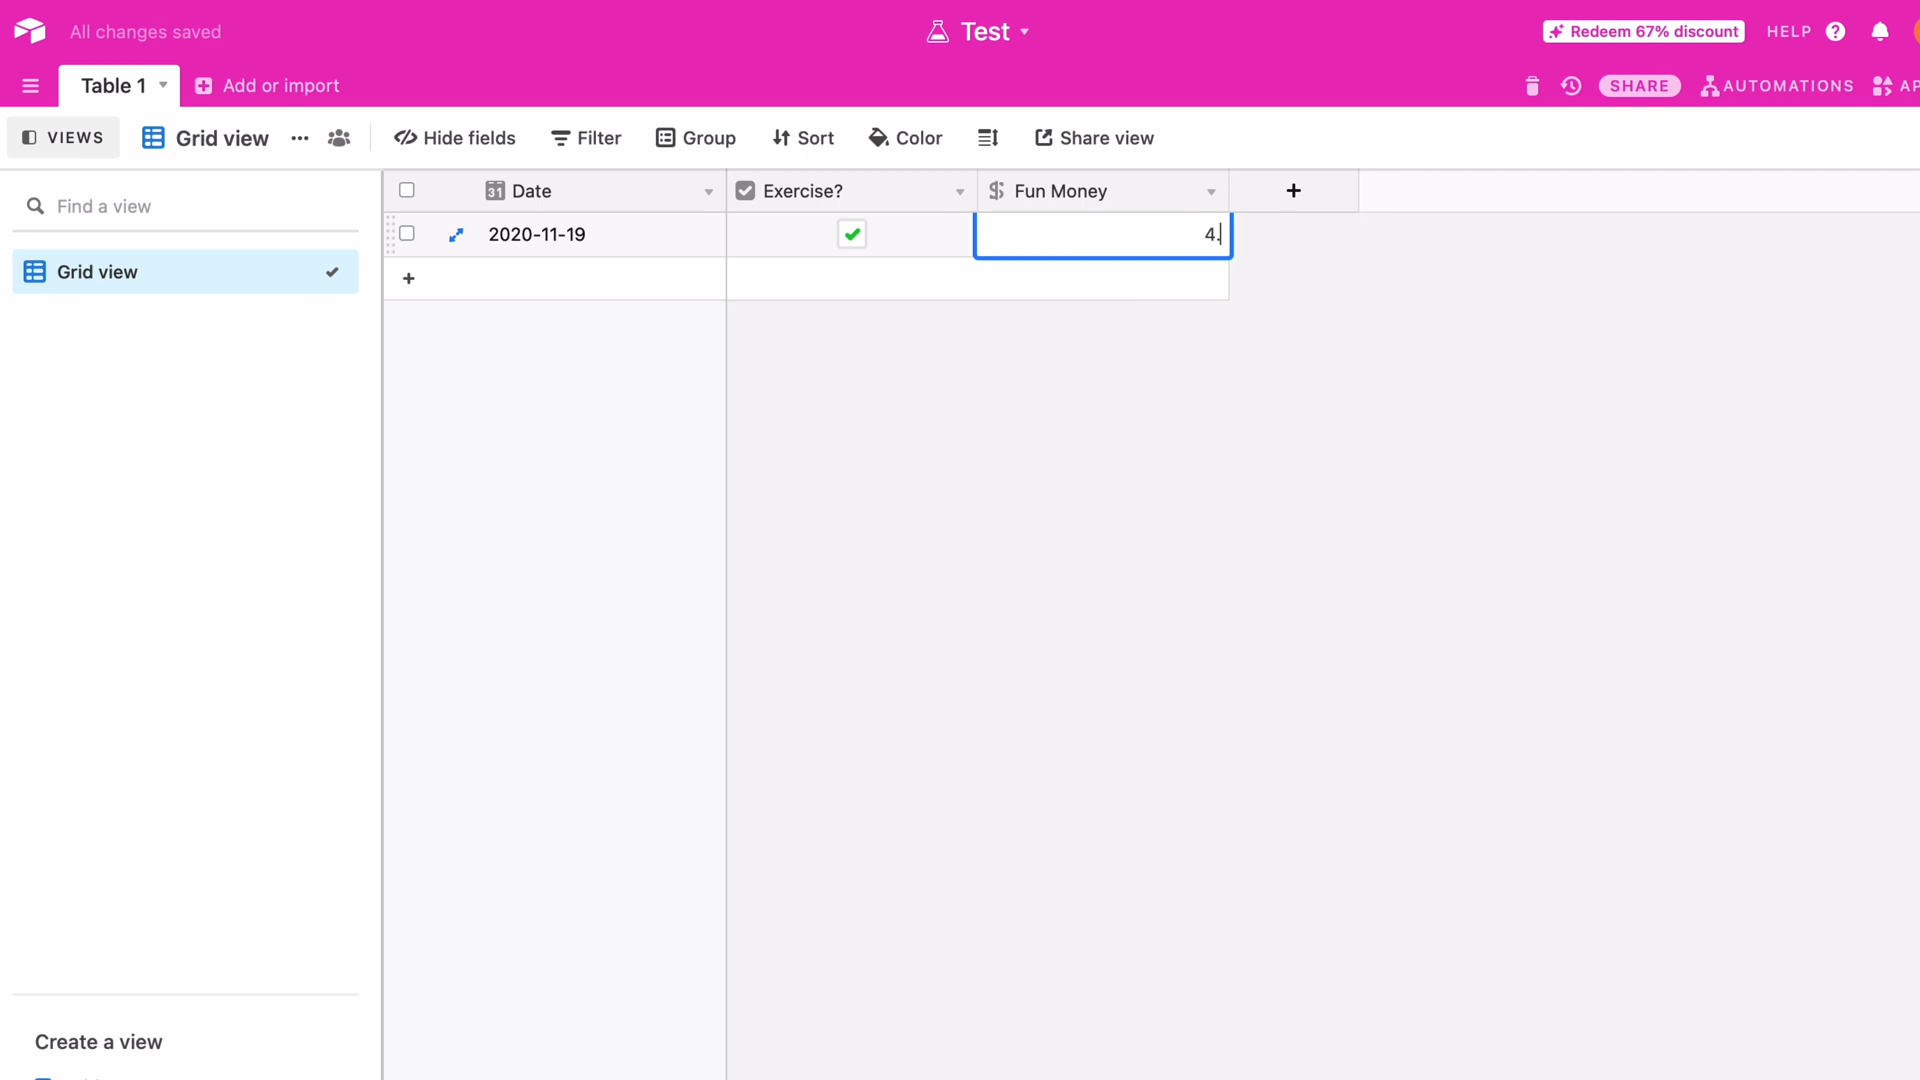 All changes saved
Test
Redeem 67% discount
HELP
Table 1
Add or import
SHARE
AUTOMATIONS
AP
VIEWS
Grid view
Hide fields
Filter
Group
Sort
Color
Share view
Find a view
31 Date
Exercise?
Fun Money
2020-11-19
4.
Grid view
Create a view